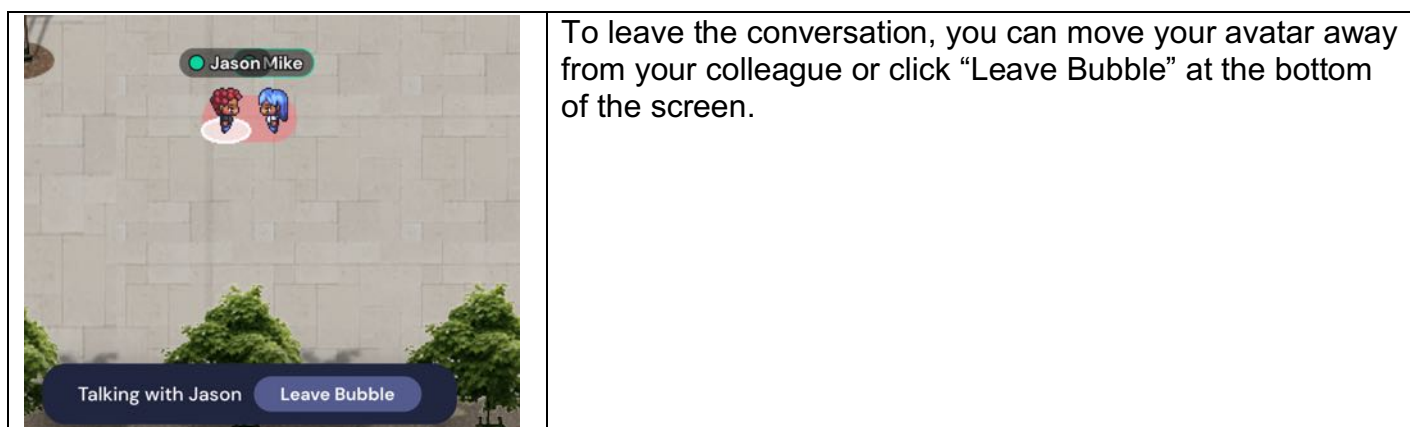 Jason Mike
To leave the conversation, you can move your avatar away
from your colleague or click “Leave Bubble” at the bottom
of the screen.
Talking with Jason Leave Bubble